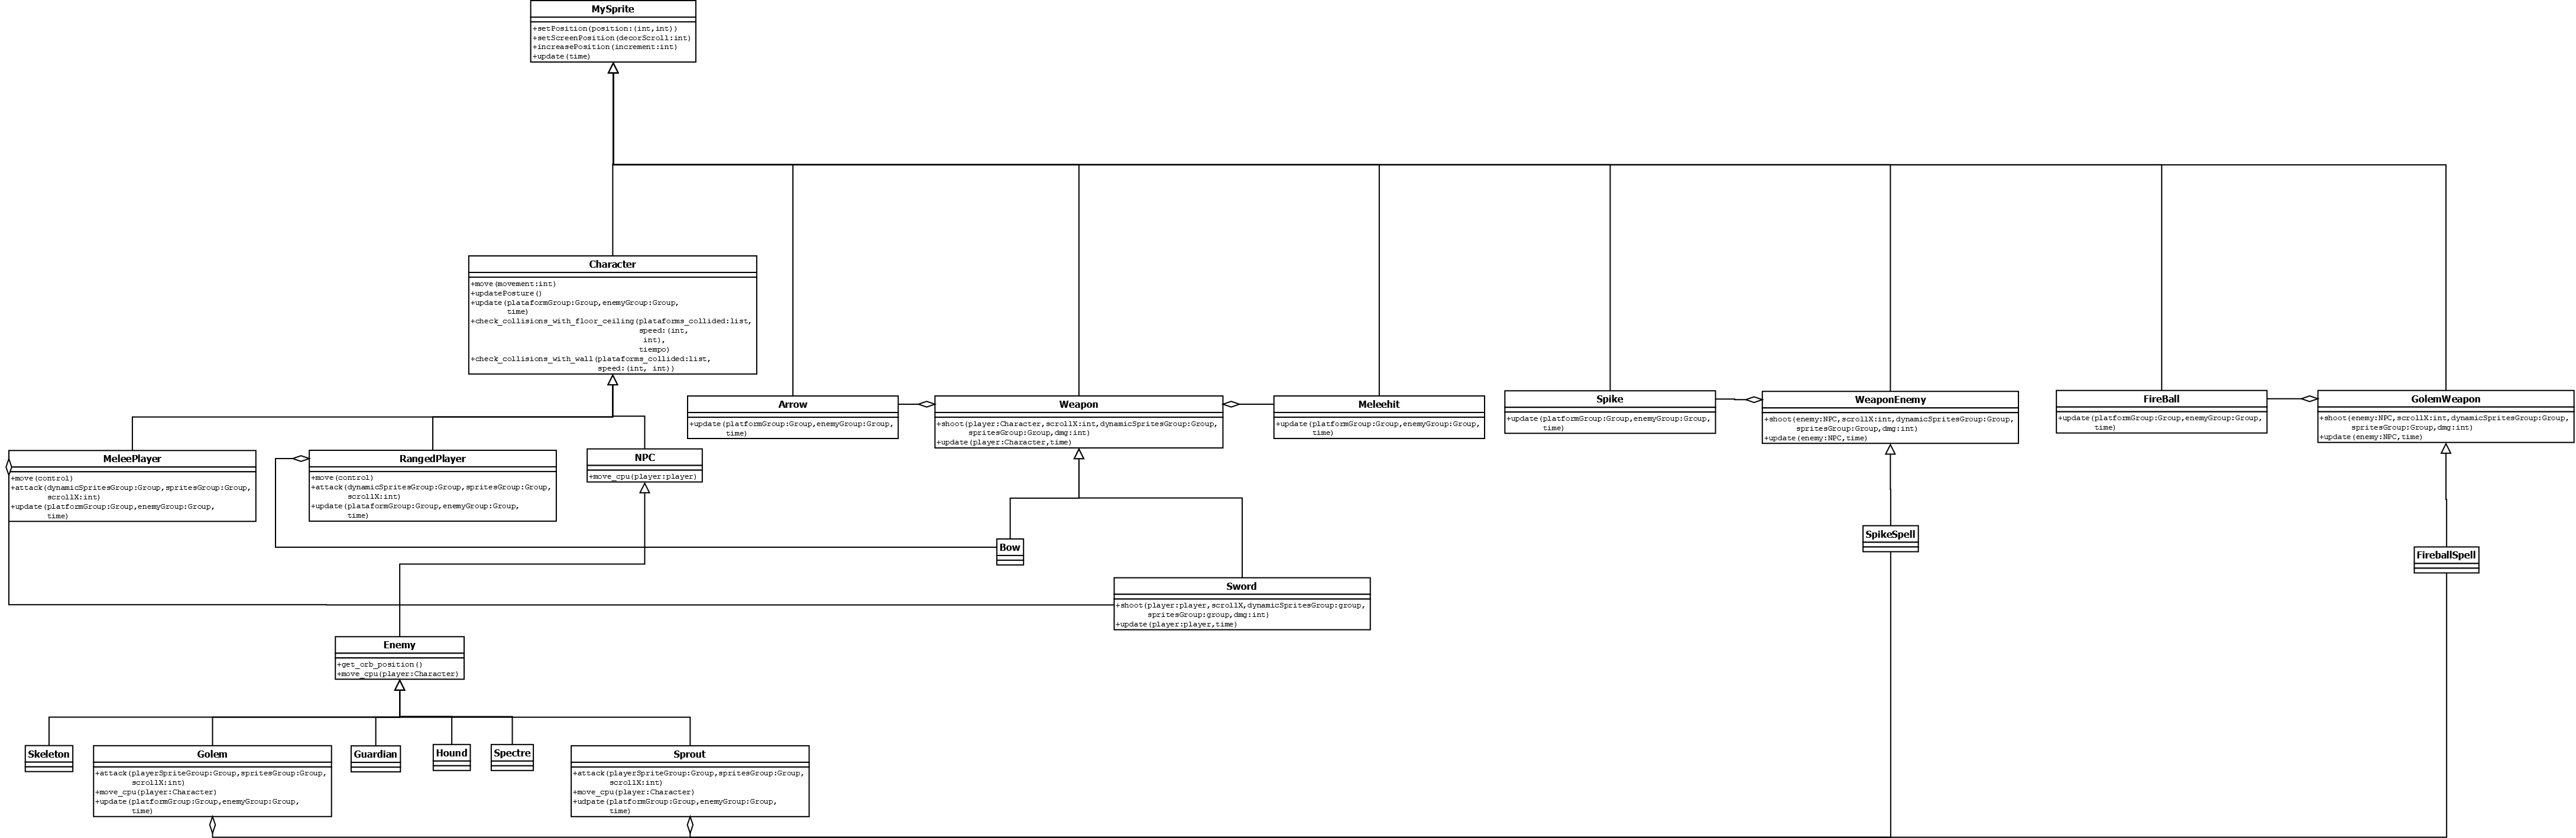 MySprite
+setPosition(position:(int,int))
+setScreenPosition(decorScroll:int)
+increasePosition(increment:int)
+update(time)
Character
+move(movement:int)
+updatePosture()
+update(plataformGroup:Group,enemyGroup:Group,
time)
+check_collisions_with_floor_ceiling(plataforms_collided:list,
speed:(int,
int),
tiempo)
+check_collisions_with_wall(plataforms_collided:list,
speed:(int, int))
Arrow
+update(platformGroup:Group,enemyGroup:Group,
time)
Weapon
+shoot(player:Character,scrollX:int,dynamicSpritesGroup:Group,
spritesGroup:Group,dmg:int)
+update(player:Character,time)
Meleehit
+update(platformGroup:Group,enemyGroup:Group,
time)
Spike
+update(platformGroup:Group,enemyGroup:Group,
time)
WeaponEnemy
+shoot(enemy:NPC,scrollX:int,dynamicSpritesGroup:Group,
spritesGroup:Group,dmg:int)
+update(enemy:NPC,time)
FireBall
+update(platformGroup:Group,enemyGroup:Group,
time)
GolemWeapon
+shoot(enemy:NPC,scrollX:int,dynamicSpritesGroup:Group,
spritesGroup:Group,dmg:int)
+update(enemy:NPC,time)
MeleePlayer
+move(control)
+attack(dynamicSpritesGroup:Group,spritesGroup:Group,
scrollX:int)
+update(platformGroup:Group,enemyGroup:Group,
time)
RangedPlayer
+move(control)
+attack(dynamicSpritesGroup:Group,spritesGroup:Group,
scrollX:int)
+update(plataformGroup:Group,enemyGroup:Group,
time)
NPC
+move_cpu(player:player)
Bow
SpikeSpell
FireballSpell
Sword
+shoot(player:player,scrollX,dynamicSpritesGroup:group,
spritesGroup:group,dmg:int)
+update(player:player,time)
Enemy
+get_orb_position()
+move_cpu(player:Character)
Skeleton
Golem
+attack(playerSpriteGroup:Group,spritesGroup:Group,
scrollX:int)
+move_cpu(player:Character)
+update(platformGroup:Group,enemyGroup:Group,
time)
Guardian
Hound
Spectre
Sprout
+attack(playerSpriteGroup:Group,spritesGroup:Group,
scrollX:int)
+move_cpu(player:Character)
+udpate(platformGroup:Group,enemyGroup:Group,
time)